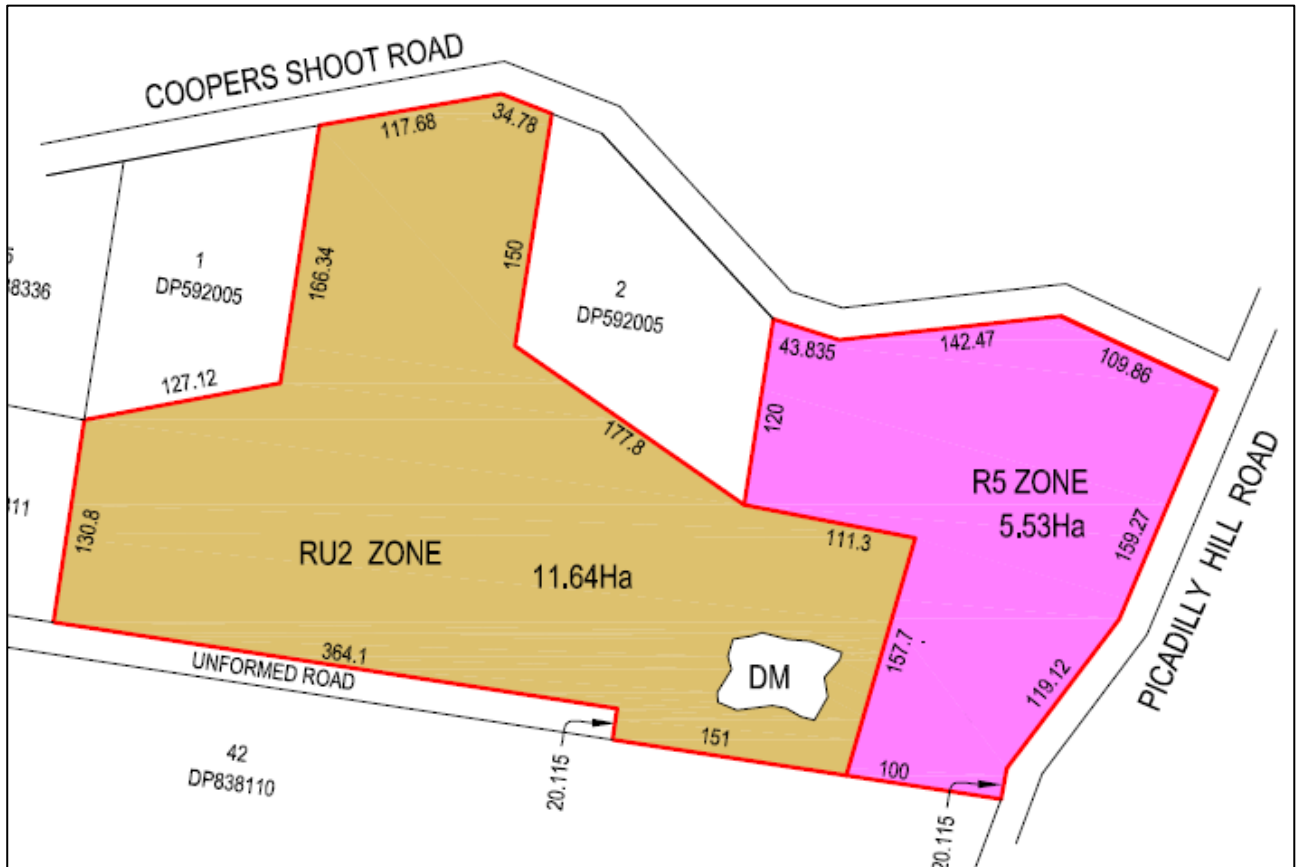 COOPERS SHOOT ROAD
117.68
34.78
1
DP592005
166.34
150
2
DP592005
127.12
43.835
142.47
109.86
120
177.8
R5 ZONE
5.53Ha
111.3
159.27
130.8
RU2 ZONE
11.64Ha
157.7
PICADILLY HILL ROAD
364.1
UNFORMED ROAD
DM
119.12
151
100
42
DP838110
20.115
20.115